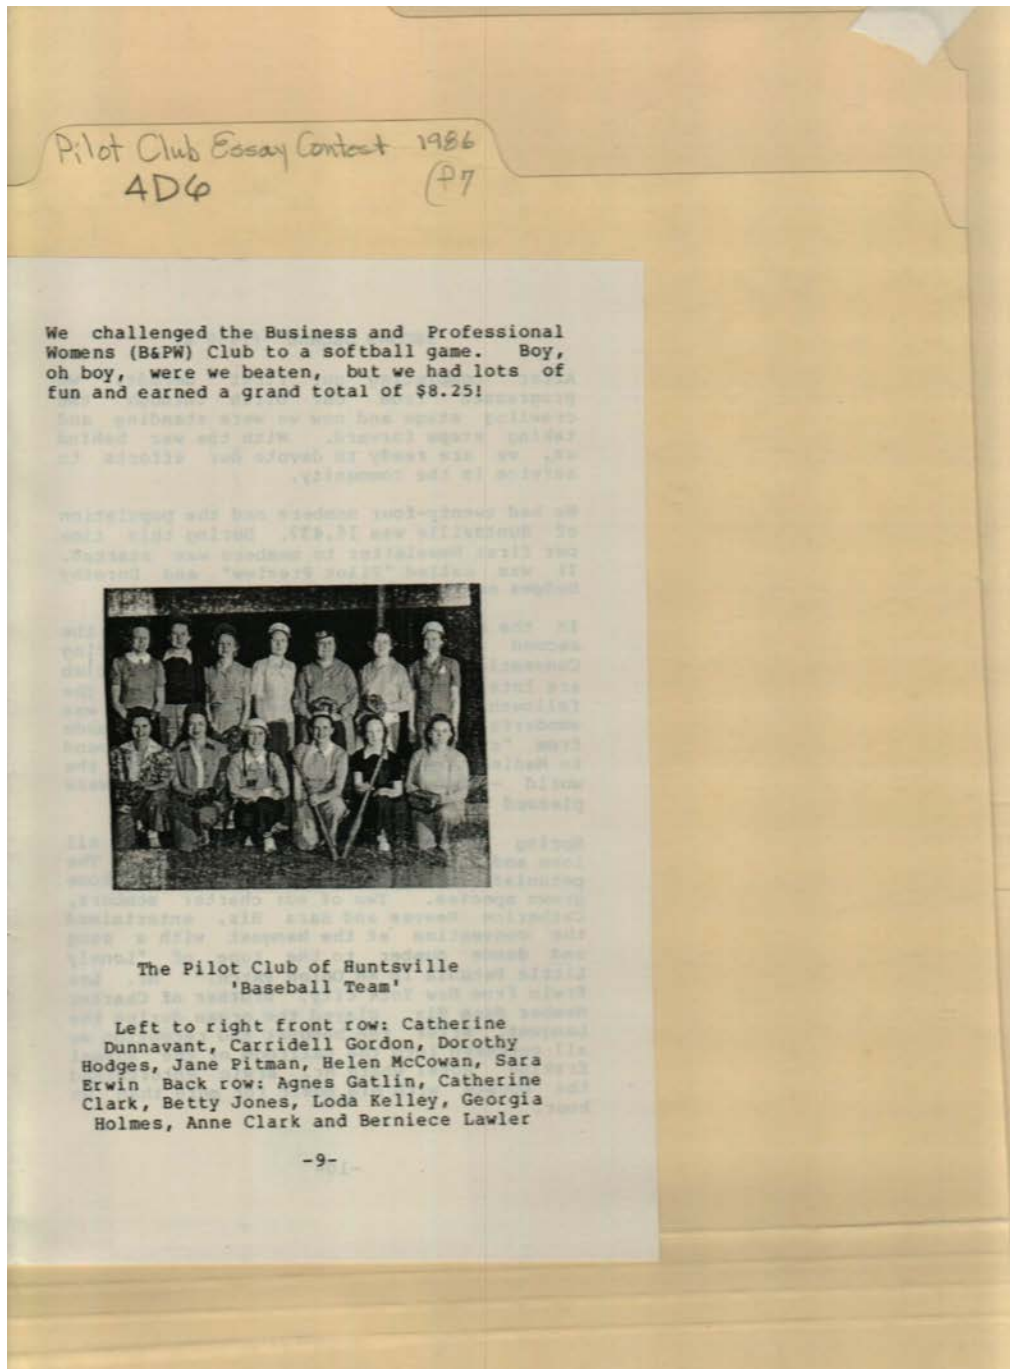 Pilot Club Essay Contest 1986
4D6 (P7
We challenged the Business and Professional
Womens (B&PW) Club to a softball game. Boy,
oh boy, were we beaten, but we had lots of
fun and earned a grand total of $8.25!
The Pilot Club of Huntsville
'Baseball Team'
Left to right front row: Catherine
Dunnavant, Carridell Gordon, Dorothy
Hodges, Jane Pitman, Helen McCowan, Sara
Erwin Back row: Agnes Gatlin, Catherine
Clark, Betty Jones, Loda Kelley, Georgia
Holmes, Anne Clark and Berniece Lawler
-9-